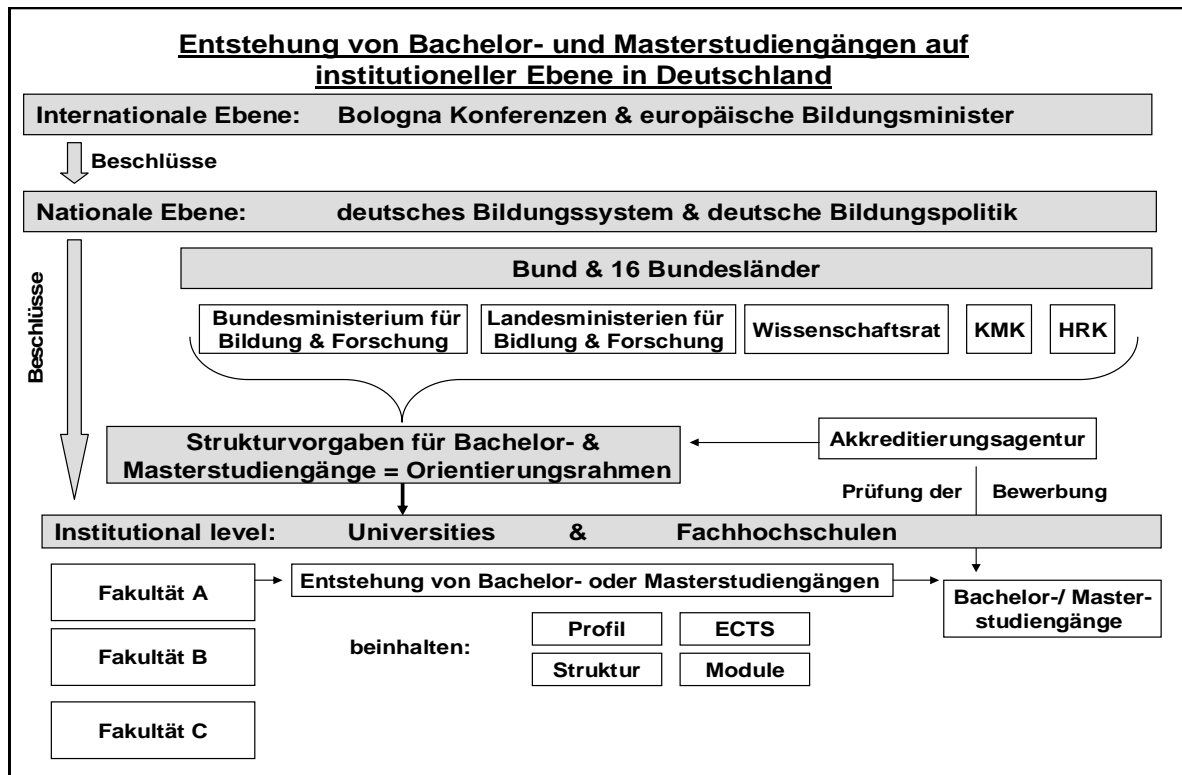 Entstehung von Bachelor- und Masterstudiengängen auf
institutioneller Ebene in Deutschland
Internationale Ebene: Bologna Konferenzen & europäische Bildungsminister
Beschlüsse
Nationale Ebene: deutsches Bildungssystem & deutsche Bildungspolitik
Beschlüsse
Bund & 16 Bundesländer
Bundesministerium für
Bildung & Forschung
Landesministerien für
Bidlung & Forschung
Wissenschaftsrat
KMK
HRK
Strukturvorgaben für Bachelor- &
Masterstudiengänge = Orientierungsrahmen
Akkreditierungsagentur
Prüfung der Bewerbung
Institutional level: Universities & Fachhochschulen
Fakultät A
Entstehung von Bachelor- oder Masterstudiengängen
Bachelor-/ Master-
studiengänge
Fakultät B
beinhalten:
Profil
ECTS
Struktur
Module
Fakultät C